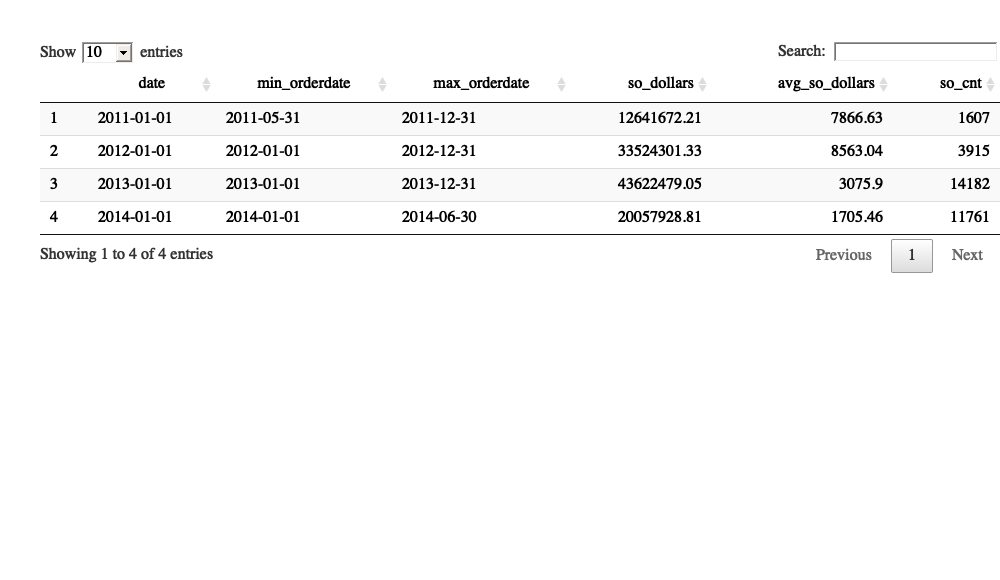 Show 10 entries Search:
date min_orderdate max_orderdate so_dollars avg_so_dollars so_cnt
1 2011-01-01 2011-05-31 2011-12-31 12641672.21 7866.63 1607
2 2012-01-01 2012-01-01 2012-12-31 33524301.33 8563.04 3915
3 2013-01-01 2013-01-01 2013-12-31 43622479.05 3075.9 14182
4 2014-01-01 2014-01-01 2014-06-30 20057928.81 1705.46 11761
Showing 1 to 4 of 4 entries Previous 1 Next